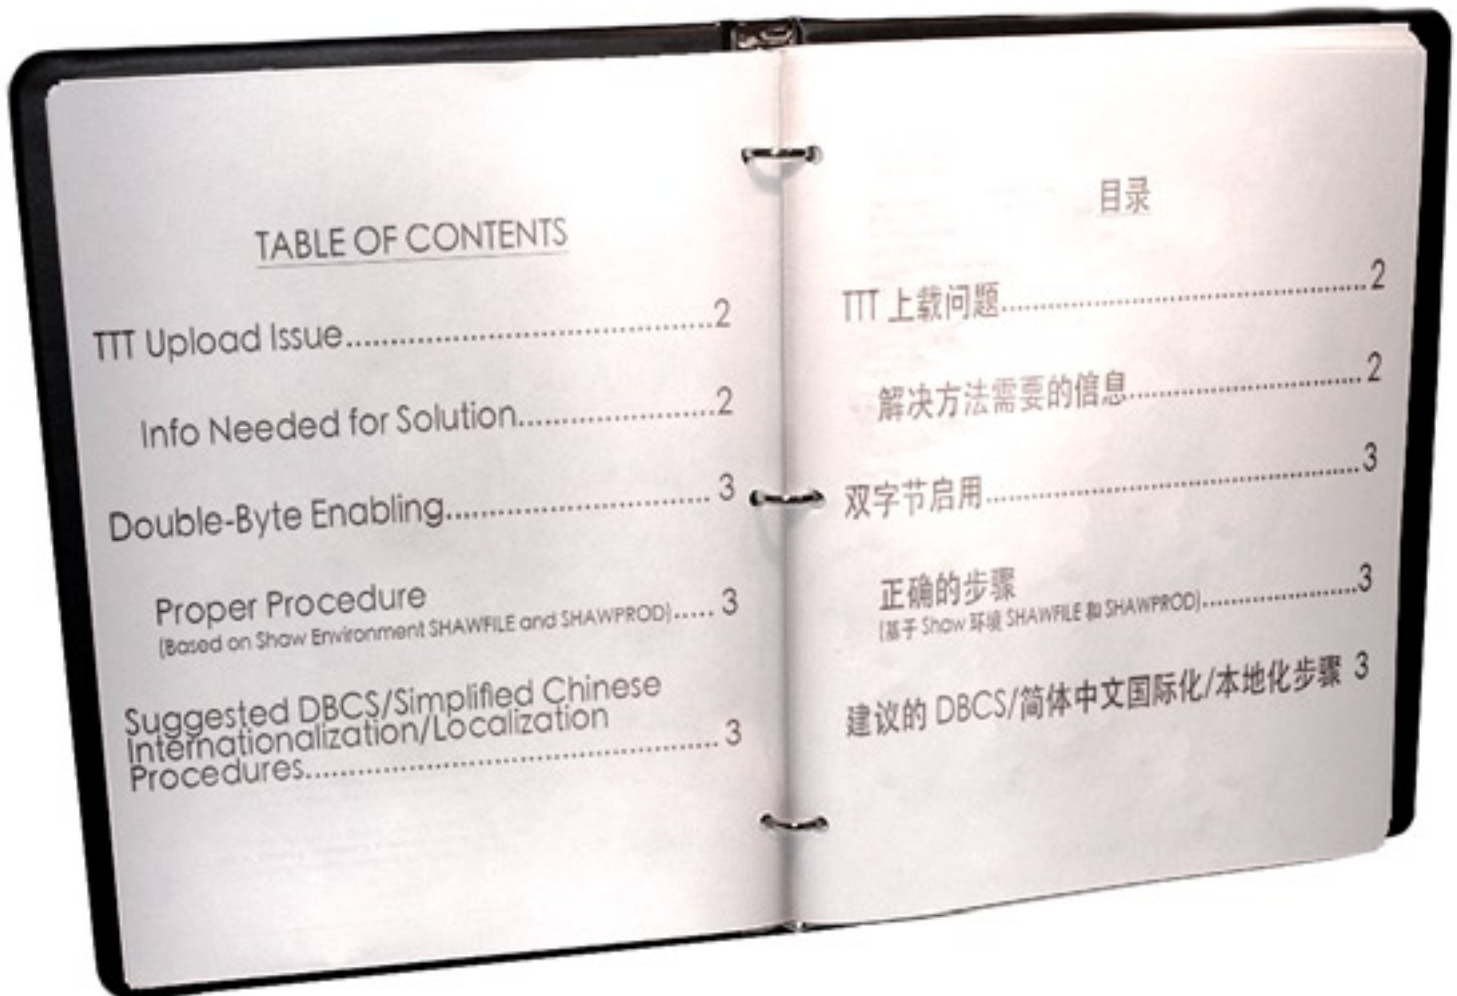 TABLE OF CONTENTS
TTT Upload Issue..........................................2
Info Needed for Solution........................2
Double-Byte Enabling.............................. 3
Proper Procedure
(Based on Shaw Environment SHAWFILE and SHAWPROD)..... 3
Suggested DBCS/Simplified Chinese
Internationalization/Localization
Procedures.............................................. 3
目录
TTT 上载问题..........................................2
解决方法需要的信息..........................2
双字节启用..........................................3
正确的步骤
(基于 Shaw 环境 SHAWFILE 和 SHAWPROD)..................3
建议的 DBCS/简体中文国际化/本地化步骤 3